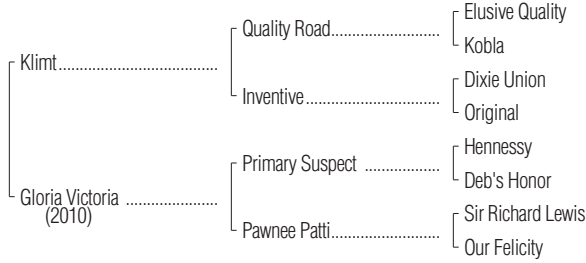 Elusive Quality
Quality Road
Kobla
Klimt
Dixie Union
Inventive
Original
Hennessy
Primary Suspect
Deb's Honor
Gloria Victoria
(2010)
Sir Richard Lewis
Pawnee Patti
Our Felicity